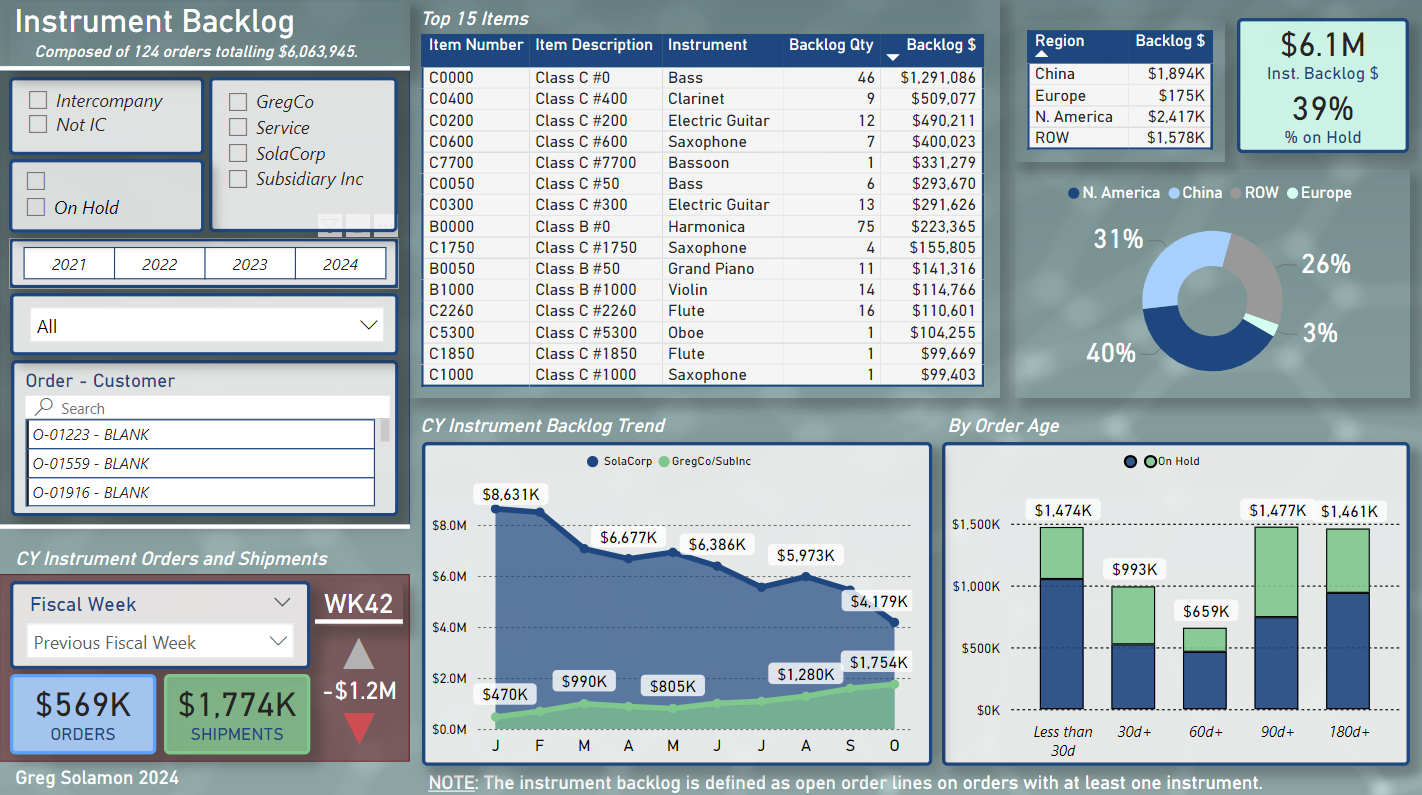 Instrument Backlog
Composed of 124 orders totalling $6,063,945.
Intercompany
Not IC
On Hold
GregCo
Service
SolaCorp
Subsidiary Inc
2021 2022 2023 2024
All
Order - Customer
Search
O-01223 - BLANK
O-01559 - BLANK
O-01916 - BLANK
CY Instrument Orders and Shipments
Fiscal Week
Previous Fiscal Week
WK42
-$1.2M
$569K
ORDERS
$1,774K
SHIPMENTS
Greg Solamon 2024
Top 15 Items
Item Number Item Description Instrument Backlog Qty Backlog $
C0000 Class C #0 Bass 46 $1,291,086
C0400 Class C #400 Clarinet 9 $509,077
C0200 Class C #200 Electric Guitar 12 $490,211
C0600 Class C #600 Saxophone 7 $400,023
C7700 Class C #7700 Bassoon 1 $331,279
C0050 Class C #50 Bass 6 $293,670
C0300 Class C #300 Electric Guitar 13 $291,626
B0000 Class B #0 Harmonica 75 $223,365
C1750 Class C #1750 Saxophone 4 $155,805
B0050 Class B #50 Grand Piano 11 $141,316
B1000 Class B #1000 Violin 14 $114,766
C2260 Class C #2260 Flute 16 $110,601
C5300 Class C #5300 Oboe 1 $104,255
C1850 Class C #1850 Flute 1 $99,669
C1000 Class C #1000 Saxophone 1 $99,403
Region Backlog $
China $1,894K
Europe $175K
N. America $2,417K
ROW $1,578K
$6.1M
Inst. Backlog $
39%
% on Hold
N. America China ROW Europe
31%
26%
3%
40%
CY Instrument Backlog Trend
SolaCorp GregCo/SubInc
$8,631K
$6,677K
$6,386K
$5,973K
$4,179K
$470K
$990K
$805K
$1,280K
$1,754K
$8.0M
$6.0M
$4.0M
$2.0M
$0.0M
J F M A M J J A S O
By Order Age
On Hold
$1,474K
$993K
$659K
$1,477K
$1,461K
$1,500K
$1,000K
$500K
$0K
Less than 30d+ 60d+ 90d+ 180d+
30d
NOTE: The instrument backlog is defined as open order lines on orders with at least one instrument.